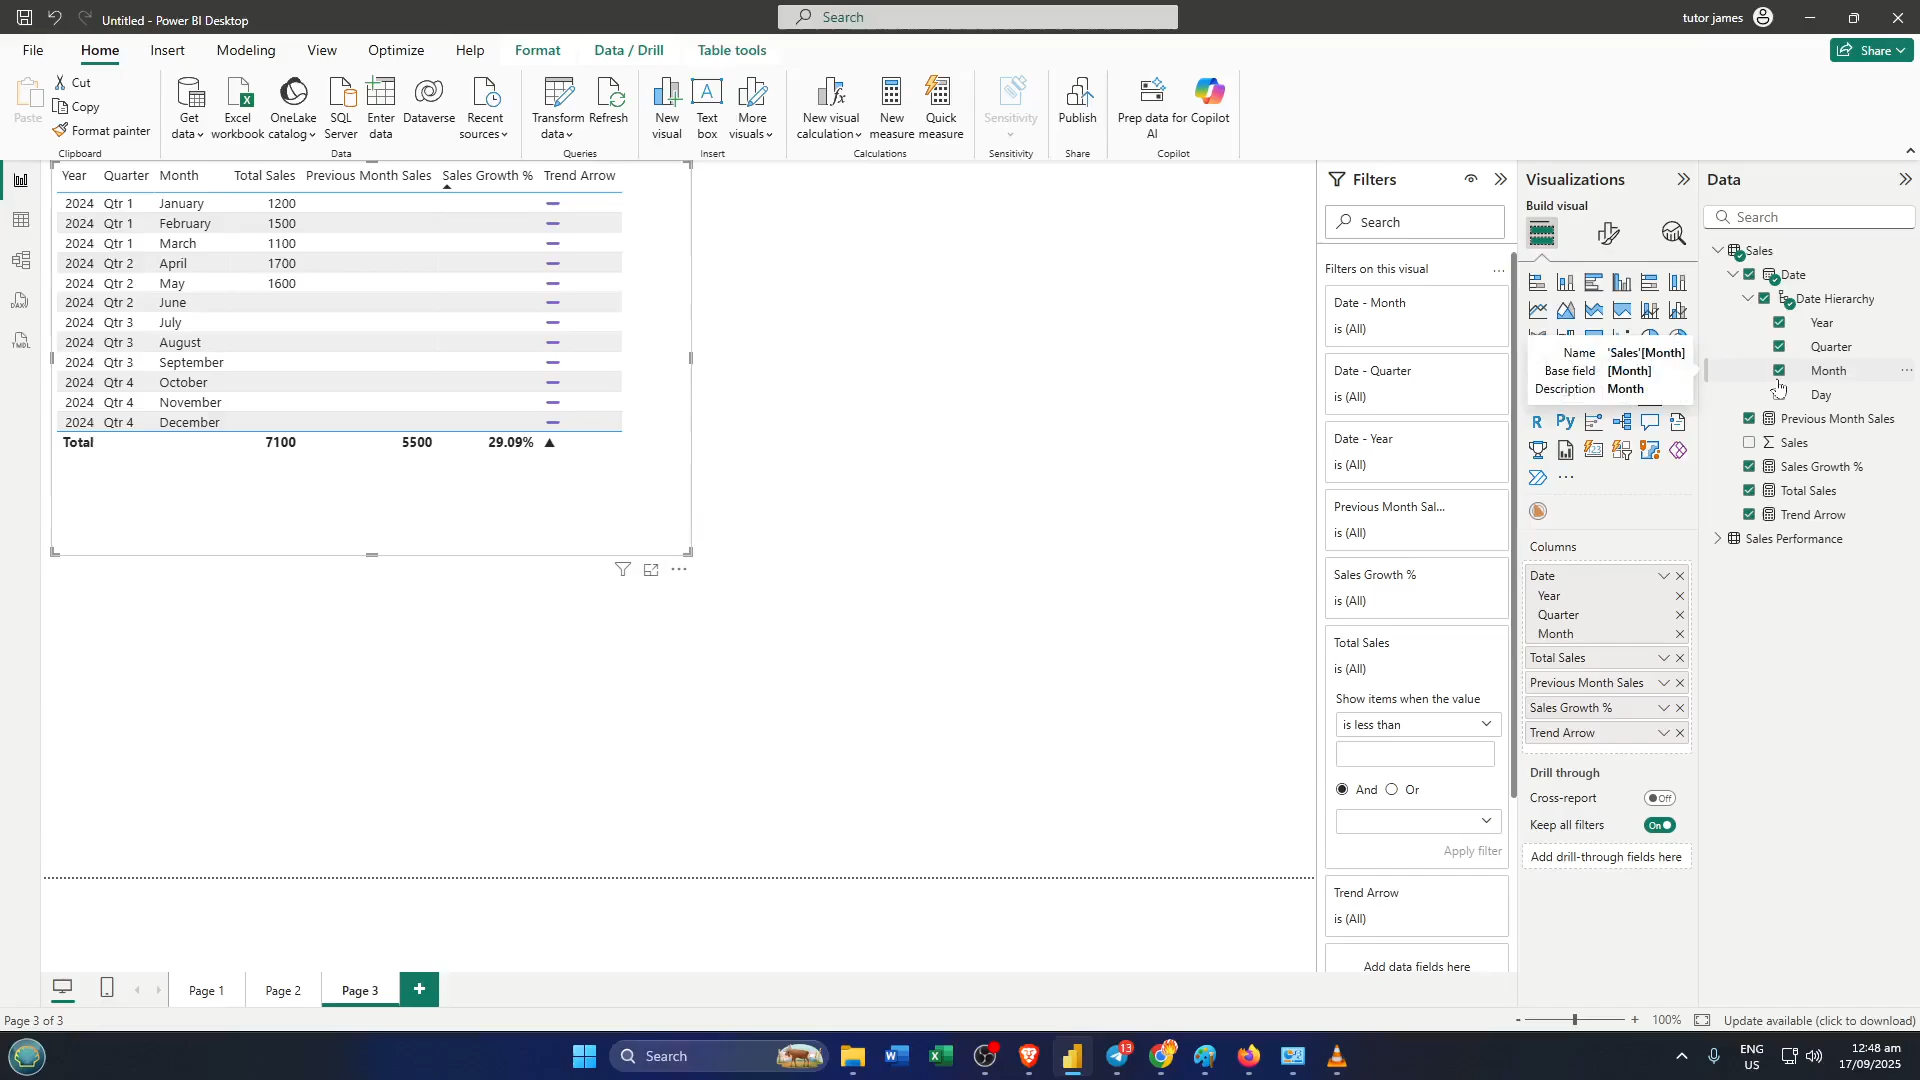 Untitled - Power BI Desktop
Search
tutor james
File
Home
Insert
Modeling
View
Optimize
Help
Format
Data / Drill
Table tools
Share
Paste
Cut
Copy
Format painter
Clipboard
Get data
Excel workbook
OneLake catalog
SQL Server
Enter data
Dataverse
Recent sources
Data
Transform data
Refresh
Queries
New visual
Text box
More visuals
Insert
New visual calculation
New measure
Quick measure
Calculations
Sensitivity
Sensitivity
Publish
Share
Prep data for AI
Copilot
Copilot
Year Quarter Month Total Sales Previous Month Sales Sales Growth % Trend Arrow
2024 Qtr 1 January 1200
2024 Qtr 1 February 1500
2024 Qtr 1 March 1100
2024 Qtr 2 April 1700
2024 Qtr 2 May 1600
2024 Qtr 2 June
2024 Qtr 3 July
2024 Qtr 3 August
2024 Qtr 3 September
2024 Qtr 4 October
2024 Qtr 4 November
2024 Qtr 4 December
Total 7100 5500 29.09% ▲
Filters
Search
Filters on this visual
Date - Month
is (All)
Date - Quarter
is (All)
Date - Year
is (All)
Previous Month Sal...
is (All)
Sales Growth %
is (All)
Total Sales
is (All)
Show items when the value
is less than
And
Or
Apply filter
Trend Arrow
is (All)
Add data fields here
Visualizations
Build visual
Name 'Sales'[Month]
Base field [Month]
Description Month
R
Py
123
Columns
Date
Year
Quarter
Month
Total Sales
Previous Month Sales
Sales Growth %
Trend Arrow
Drill through
Cross-report
Off
Keep all filters
On
Add drill-through fields here
Data
Search
Sales
Date
Date Hierarchy
Year
Quarter
Month
Day
Previous Month Sales
Sales
Sales Growth %
Total Sales
Trend Arrow
Sales Performance
Page 1
Page 2
Page 3
Page 3 of 3
100%
Update available (click to download)
Search
13
ENG
US
12:48 am
17/09/2025